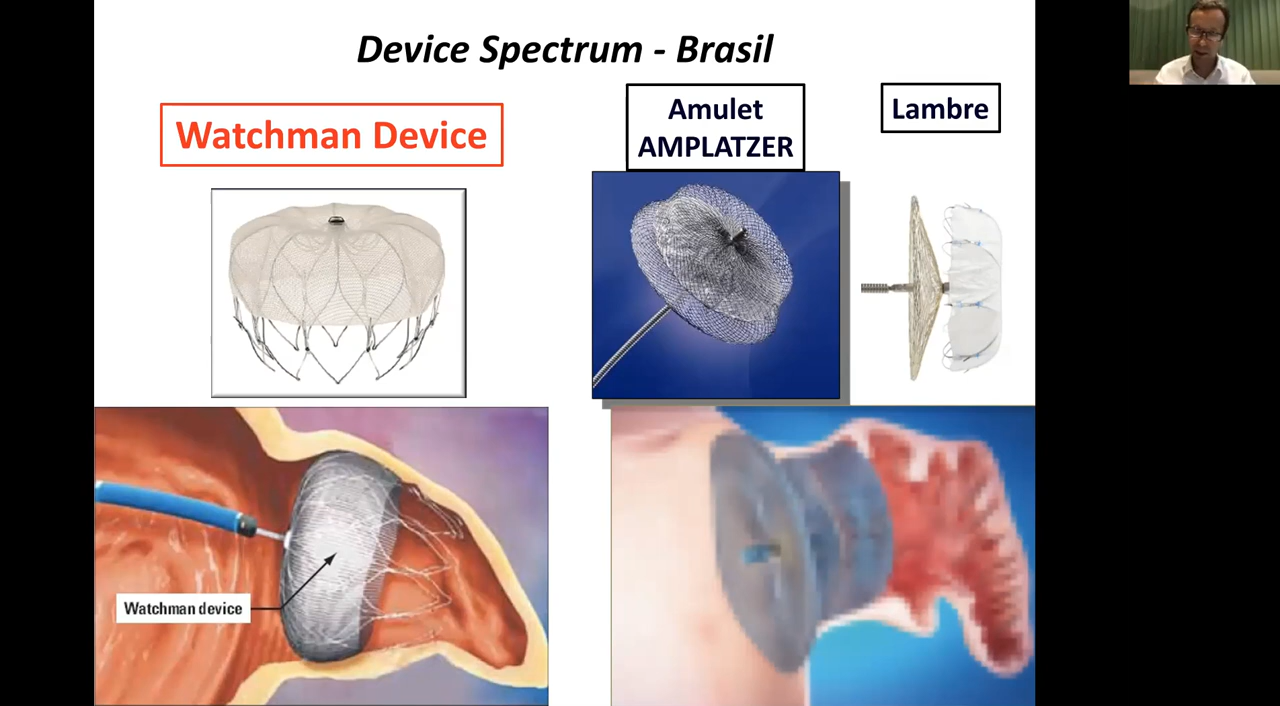 Device Spectrum - Brasil
Watchman Device
Amulet
AMPLATZER
Lambre
Watchman device